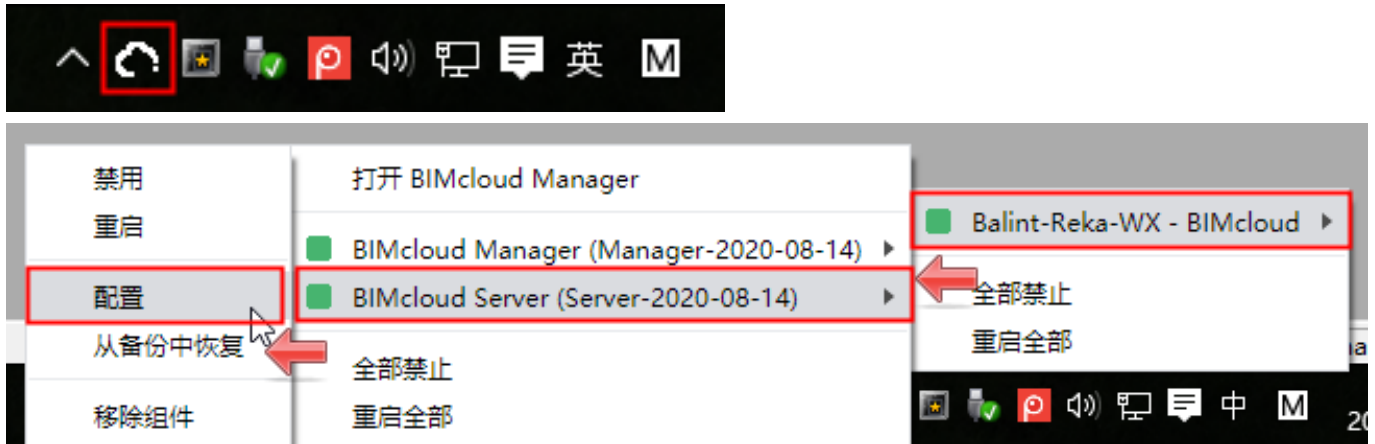 英 M
禁用
重启
配置
从备份中恢复
移除组件
打开 BIMcloud Manager
BIMcloud Manager (Manager-2020-08-14)
BIMcloud Server (Server-2020-08-14)
全部禁止
重启全部
Balint-Reka-WX - BIMcloud
全部禁止
重启全部
na
中 M
20